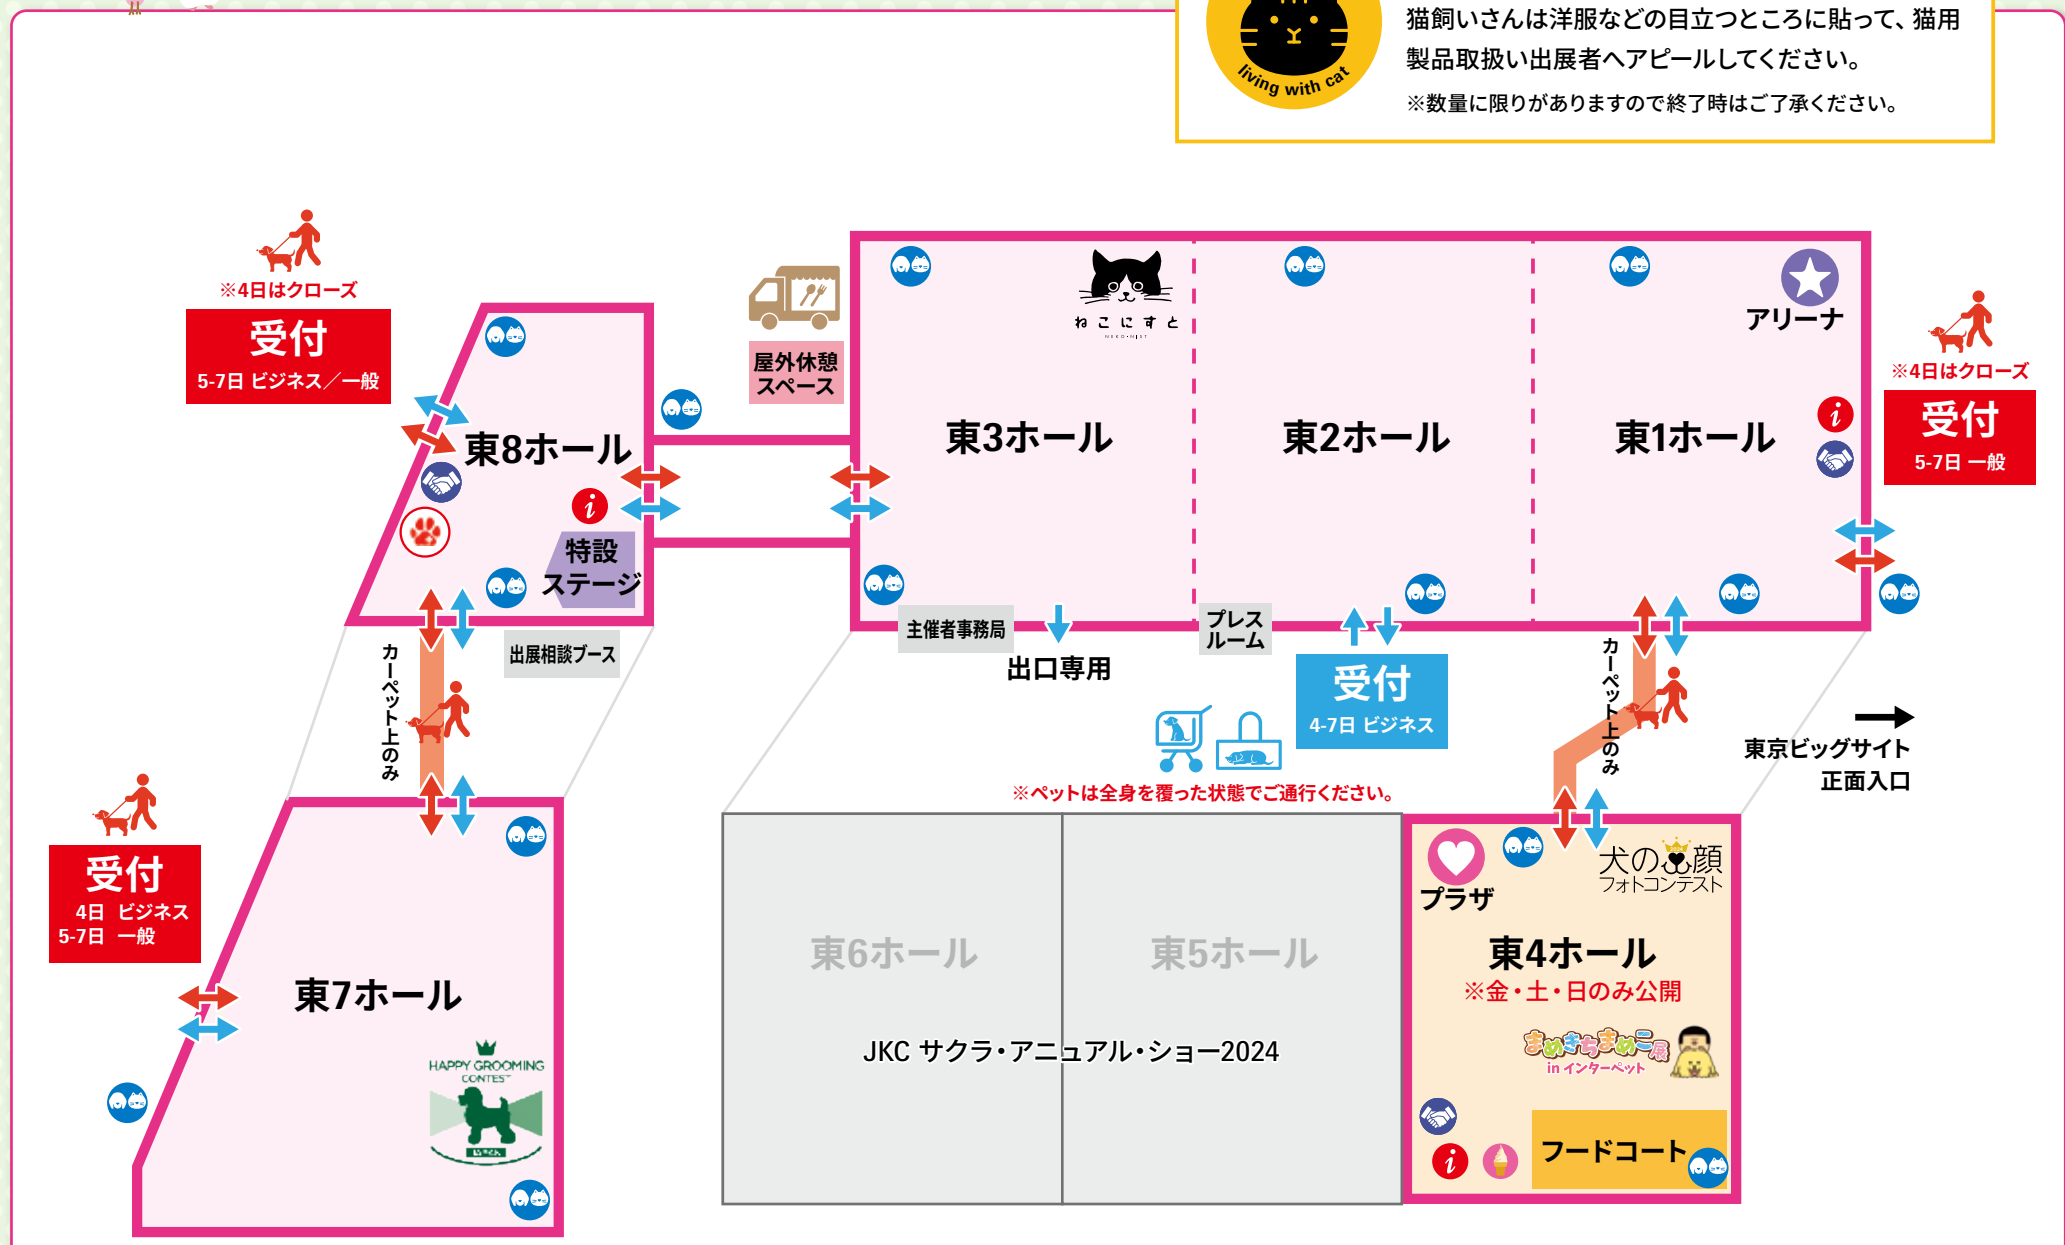 猫飼いさんは洋服などの目立つところに貼って、猫用
製品取扱い出展者へアピールしてください。
※数量に限りがありますので終了時はご了承ください。
living with cat
※4日はクローズ
受付
5-7日 ビジネス／一般
屋外休憩
スペース
ねこにすと
アリーナ
※4日はクローズ
受付
5-7日 一般
東8ホール
東3ホール
東2ホール
東1ホール
特設
ステージ
主催者事務局
プレス
ルーム
出口専用
出展相談ブース
カーペット上のみ
受付
4-7日 ビジネス
カーペット上のみ
東京ビッグサイト
正面入口
※ペットは全身を覆った状態でご通行ください。
受付
4日 ビジネス
5-7日 一般
プラザ
犬の顔
フォトコンテスト
東6ホール
東5ホール
東4ホール
※金・土・日のみ公開
東7ホール
JKC サクラ・アニュアル・ショー2024
まめきちまめこ展
in インターペット
HAPPY GROOMING
CONTEST
フードコート